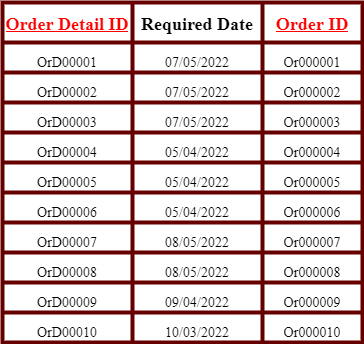 Order Detail ID Required Date Order ID
OrD00001 07/05/2022 Or000001
OrD00002 07/05/2022 Or000002
OrD00003 07/05/2022 Or000003
OrD00004 05/04/2022 Or000004
OrD00005 05/04/2022 Or000005
OrD00006 05/04/2022 Or000006
OrD00007 08/05/2022 Or000007
OrD00008 08/05/2022 Or000008
OrD00009 09/04/2022 Or000009
OrD00010 10/03/2022 Or000010